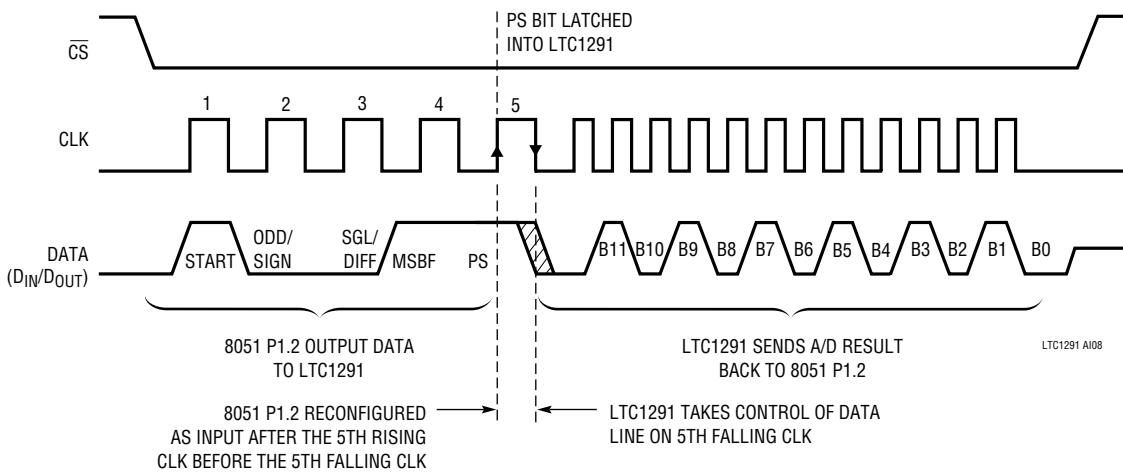 PS BIT LATCHED
INTO LTC1291
CS
1 2 3 4 5
CLK
DATA
(DIN/DOUT)
START
ODD/
SIGN
SGL/
DIFF
MSBF
PS
B11 B10 B9 B8 B7 B6 B5 B4 B3 B2 B1 B0
8051 P1.2 OUTPUT DATA
TO LTC1291
LTC1291 SENDS A/D RESULT
BACK TO 8051 P1.2
LTC1291 AI08
8051 P1.2 RECONFIGURED
AS INPUT AFTER THE 5TH RISING
CLK BEFORE THE 5TH FALLING CLK
LTC1291 TAKES CONTROL OF DATA
LINE ON 5TH FALLING CLK